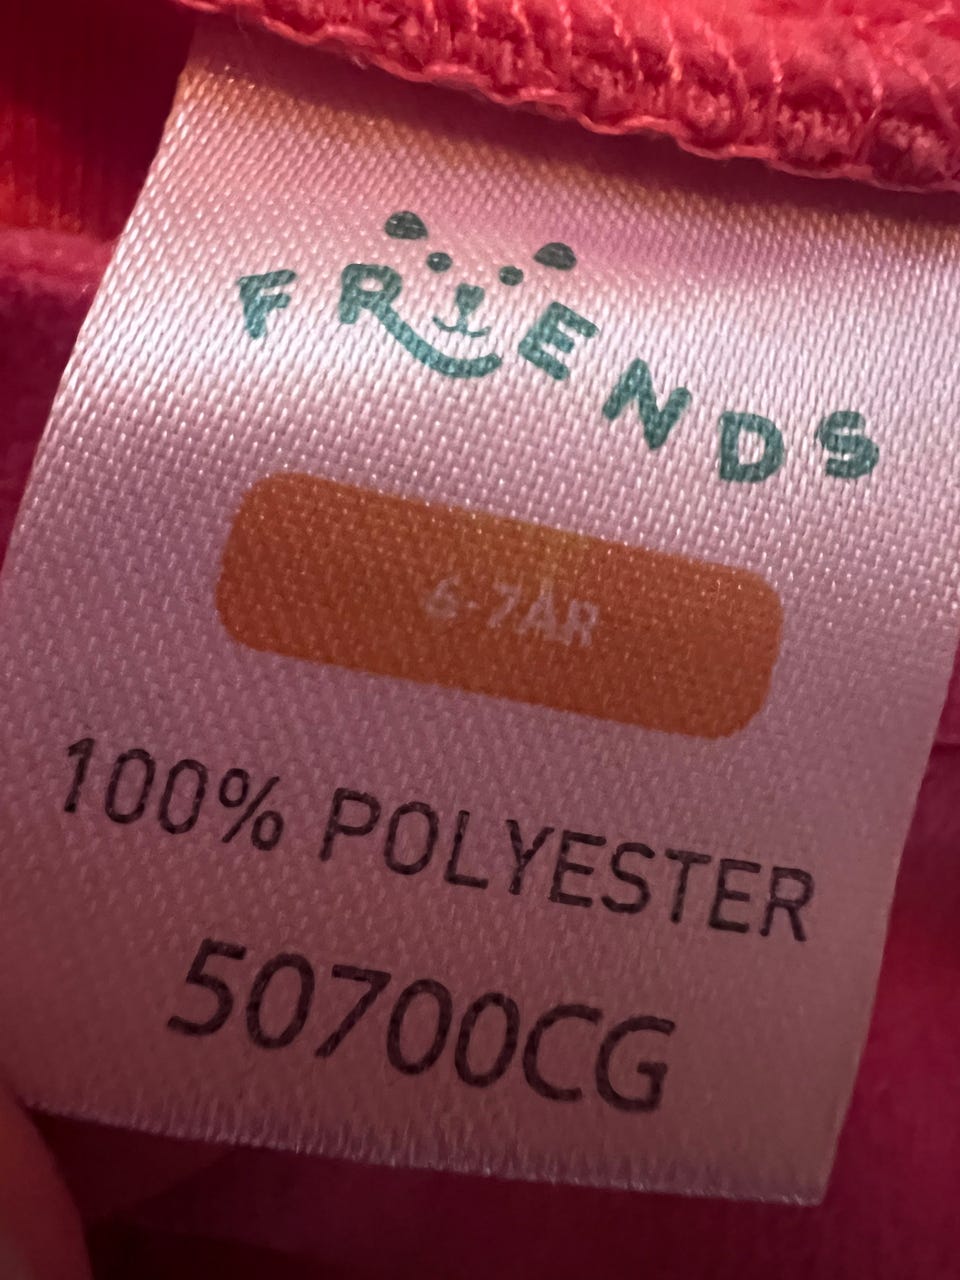 FRIENDS
6-7ÅR
100% POLYESTER
50700CG